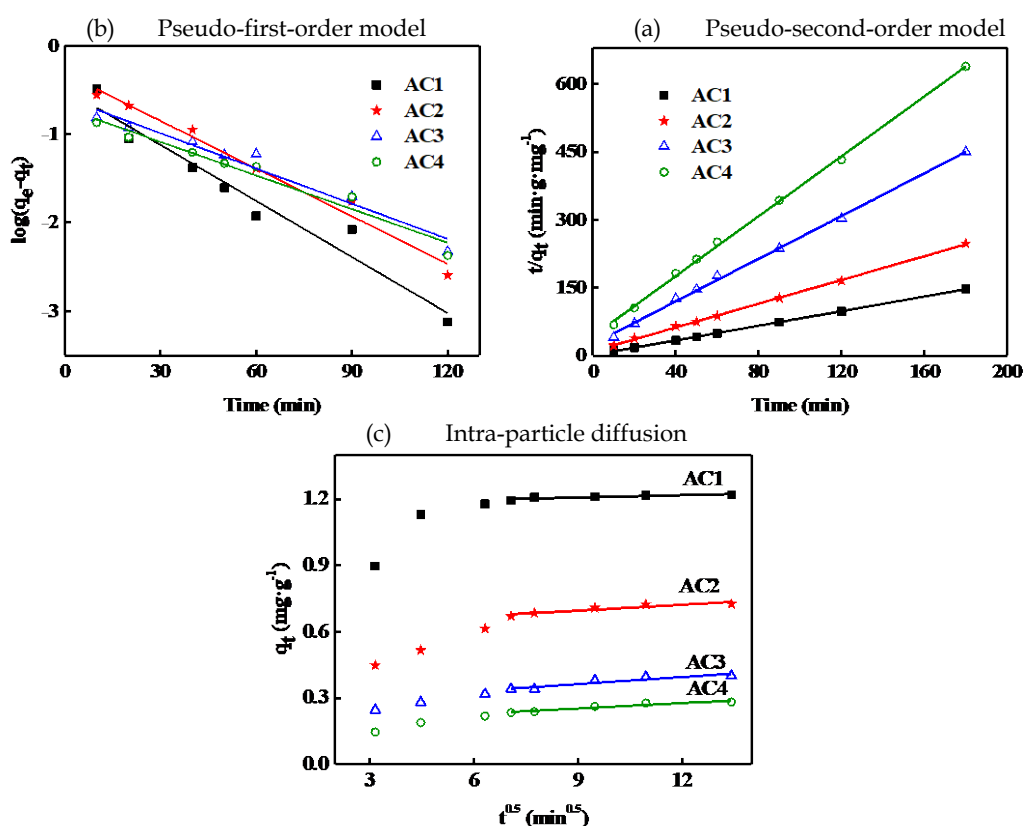 (b) Pseudo-first-order model
0
−1
−2
−3
log(qe-qt)
AC1
AC2
AC3
AC4
0 30 60 90 120
Time (min)
(a) Pseudo-second-order model
600
450
300
150
0
t/qt (min·g·mg-1)
AC1
AC2
AC3
AC4
0 40 80 120 160 200
Time (min)
(c) Intra-particle diffusion
1.2
0.9
0.6
0.3
0.0
qt (mg·g-1)
AC1
AC2
AC3
AC4
3 6 9 12
t0.5 (min0.5)